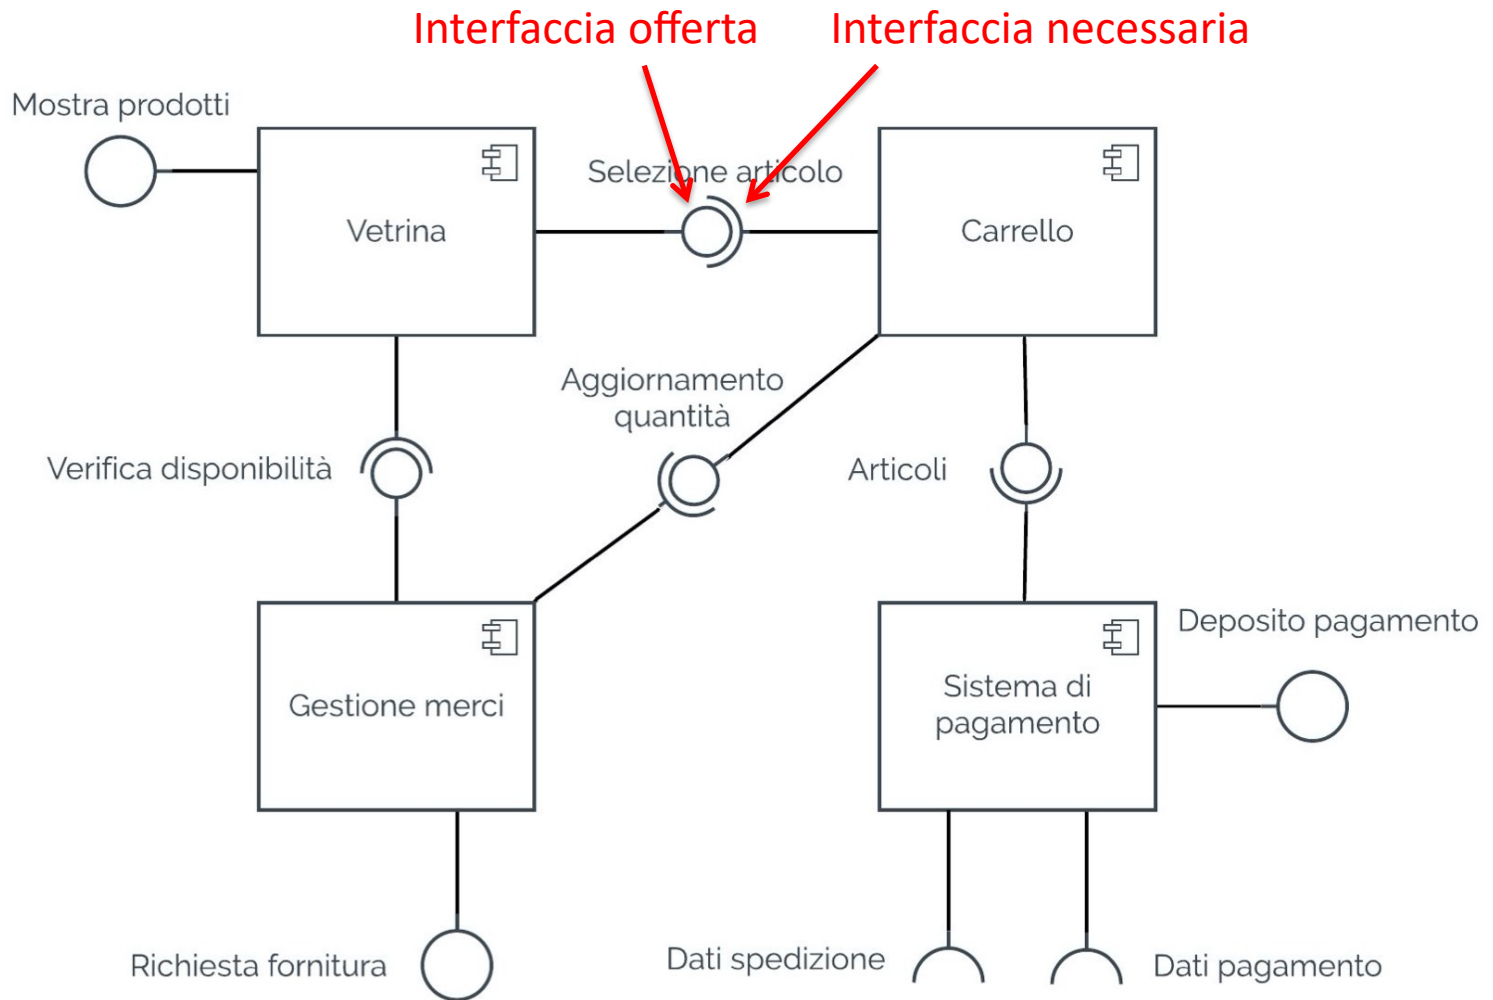 Interfaccia offerta
Interfaccia necessaria
Mostra prodotti
Selezione articolo
Vetrina
Carrello
Aggiornamento
quantità
Verifica disponibilità
Articoli
Deposito pagamento
Gestione merci
Sistema di
pagamento
Richiesta fornitura
Dati spedizione
Dati pagamento